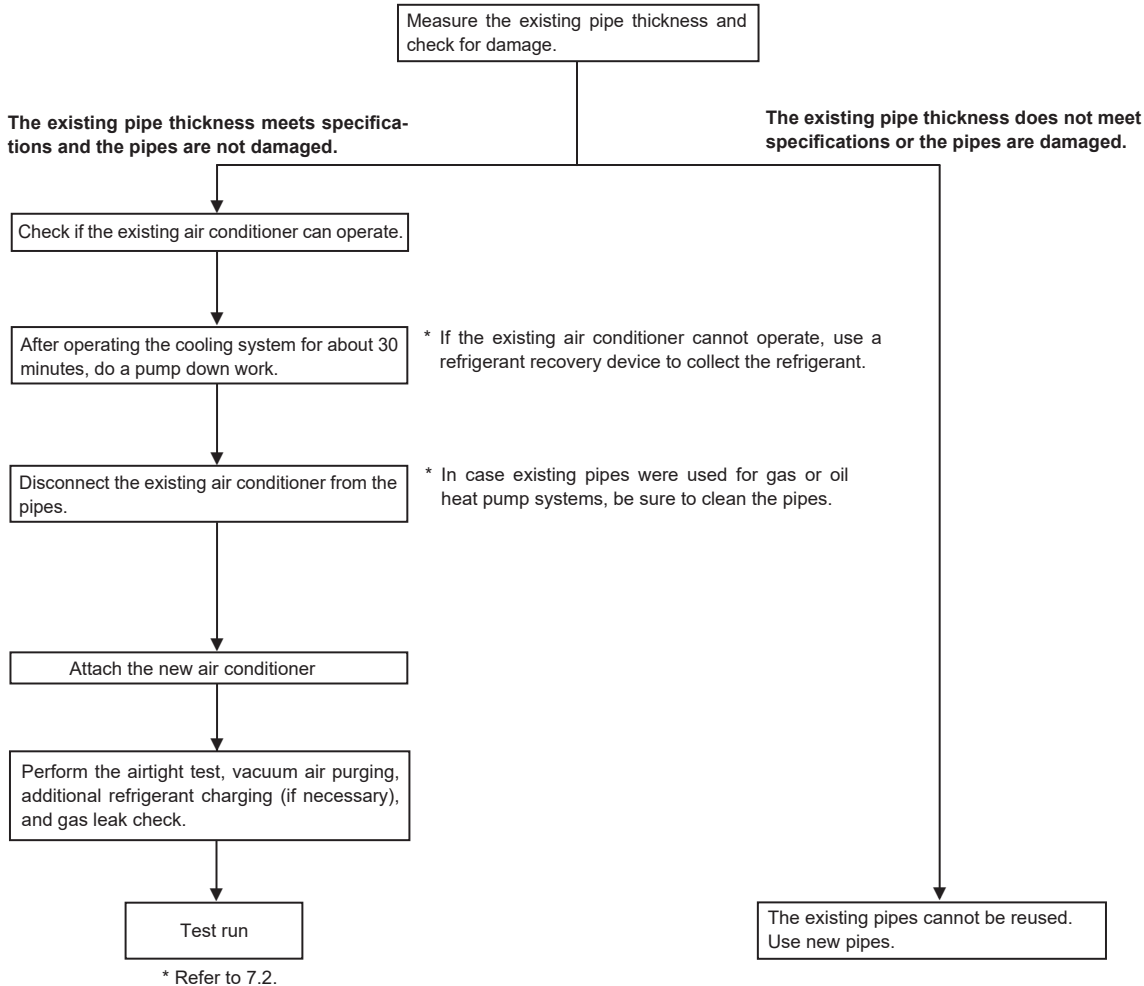 Measure the existing pipe thickness and
check for damage.
The existing pipe thickness meets specifica-
tions and the pipes are not damaged.
The existing pipe thickness does not meet
specifications or the pipes are damaged.
Check if the existing air conditioner can operate.
After operating the cooling system for about 30
minutes, do a pump down work.
* If the existing air conditioner cannot operate, use a
refrigerant recovery device to collect the refrigerant.
Disconnect the existing air conditioner from the
pipes.
* In case existing pipes were used for gas or oil
heat pump systems, be sure to clean the pipes.
Attach the new air conditioner
Perform the airtight test, vacuum air purging,
additional refrigerant charging (if necessary),
and gas leak check.
Test run
* Refer to 7.2.
The existing pipes cannot be reused.
Use new pipes.